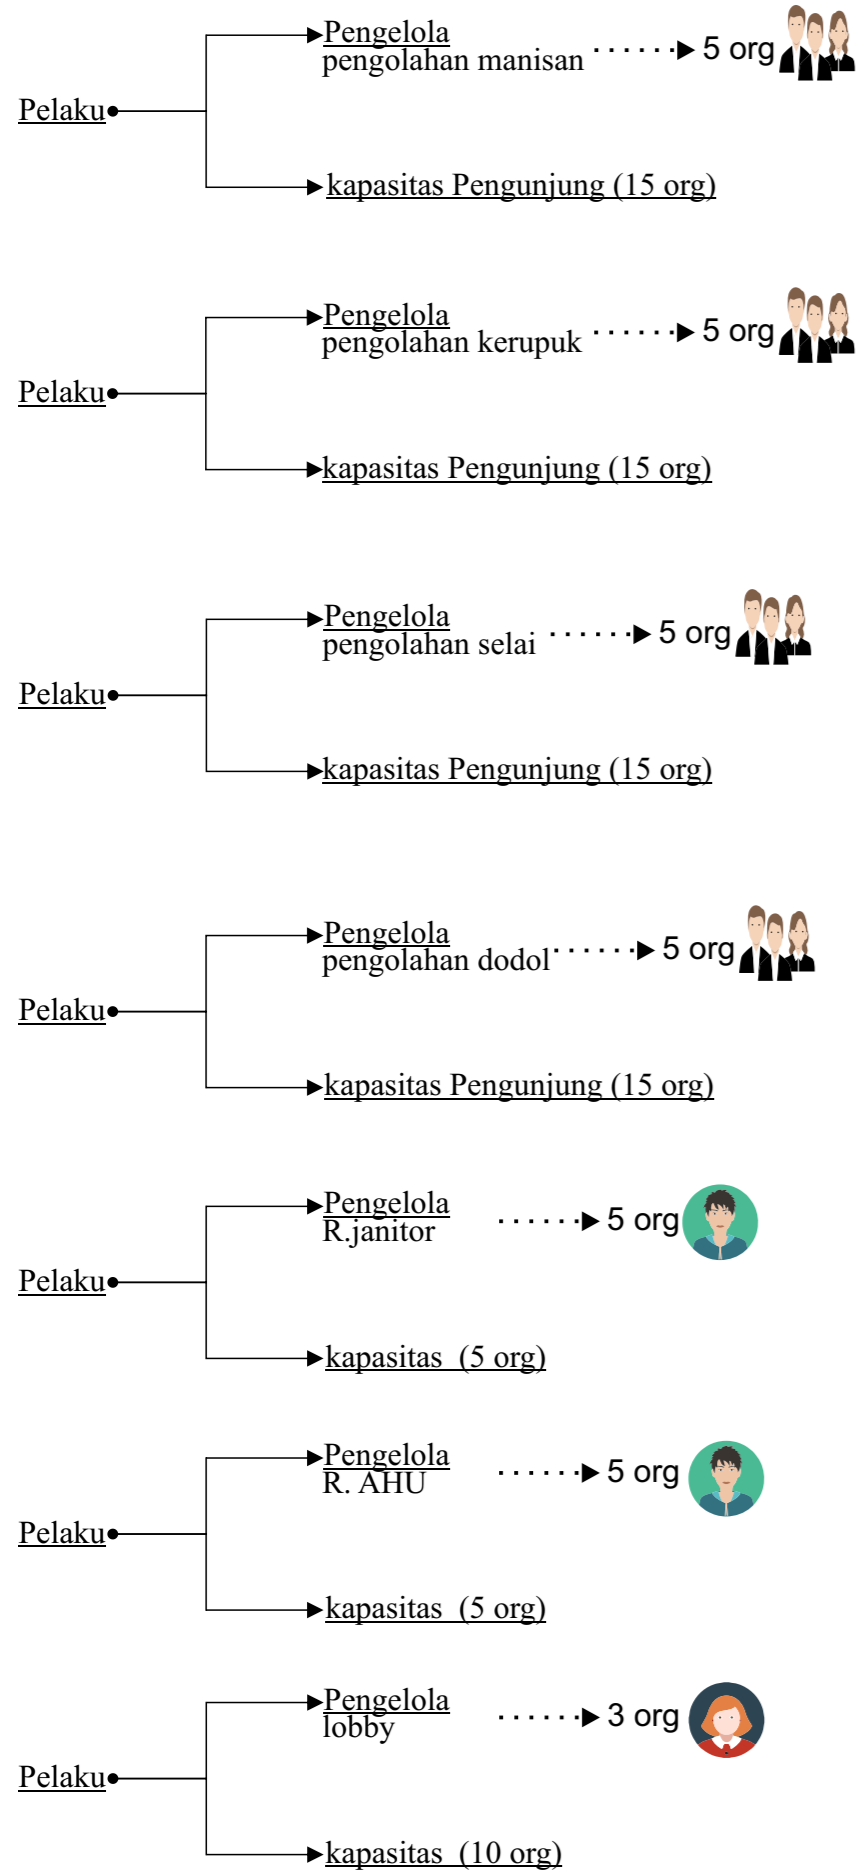 Pelaku
Pengelola
pengolahan manisan
5 org
kapasitas Pengunjung (15 org)
Pelaku
Pengelola
pengolahan kerupuk
5 org
kapasitas Pengunjung (15 org)
Pelaku
Pengelola
pengolahan selai
5 org
kapasitas Pengunjung (15 org)
Pelaku
Pengelola
pengolahan dodol
5 org
kapasitas Pengunjung (15 org)
Pelaku
Pengelola
R.janitor
5 org
kapasitas (5 org)
Pelaku
Pengelola
R. AHU
5 org
kapasitas (5 org)
Pelaku
Pengelola
lobby
3 org
kapasitas (10 org)